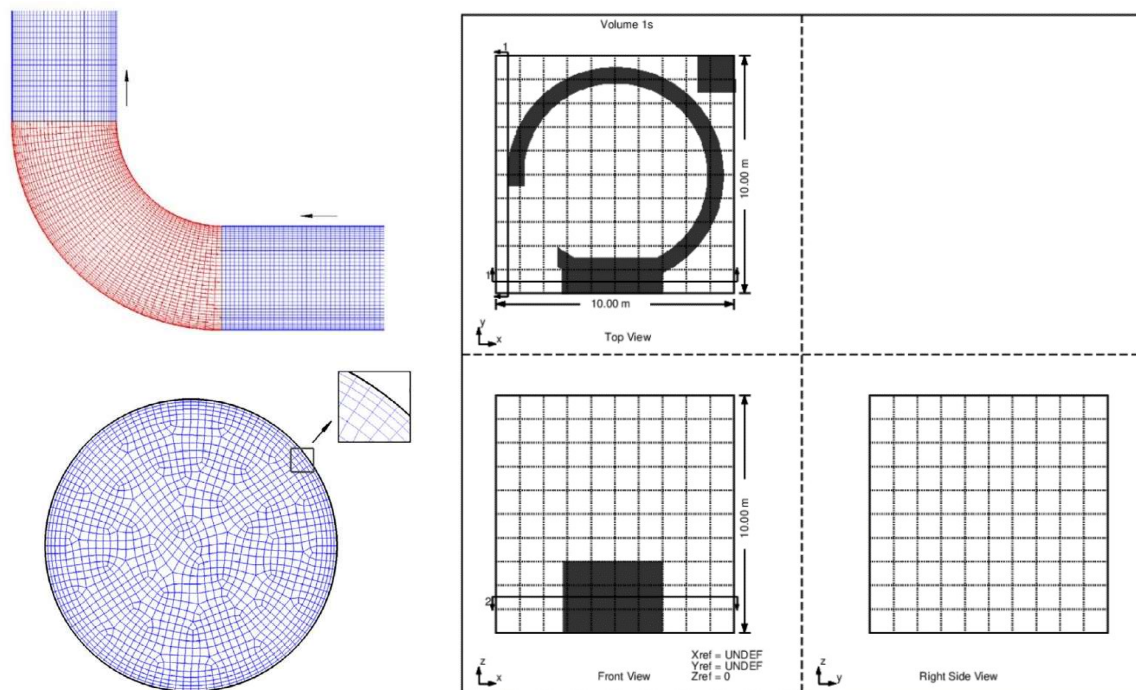 Volume 1s
1
10.00 m
1
10.00 m
y
x
Top View
10.00 m
2
Xref = UNDEF
Yref = UNDEF
Zref = 0
z
x
Front View
z
y
Right Side View